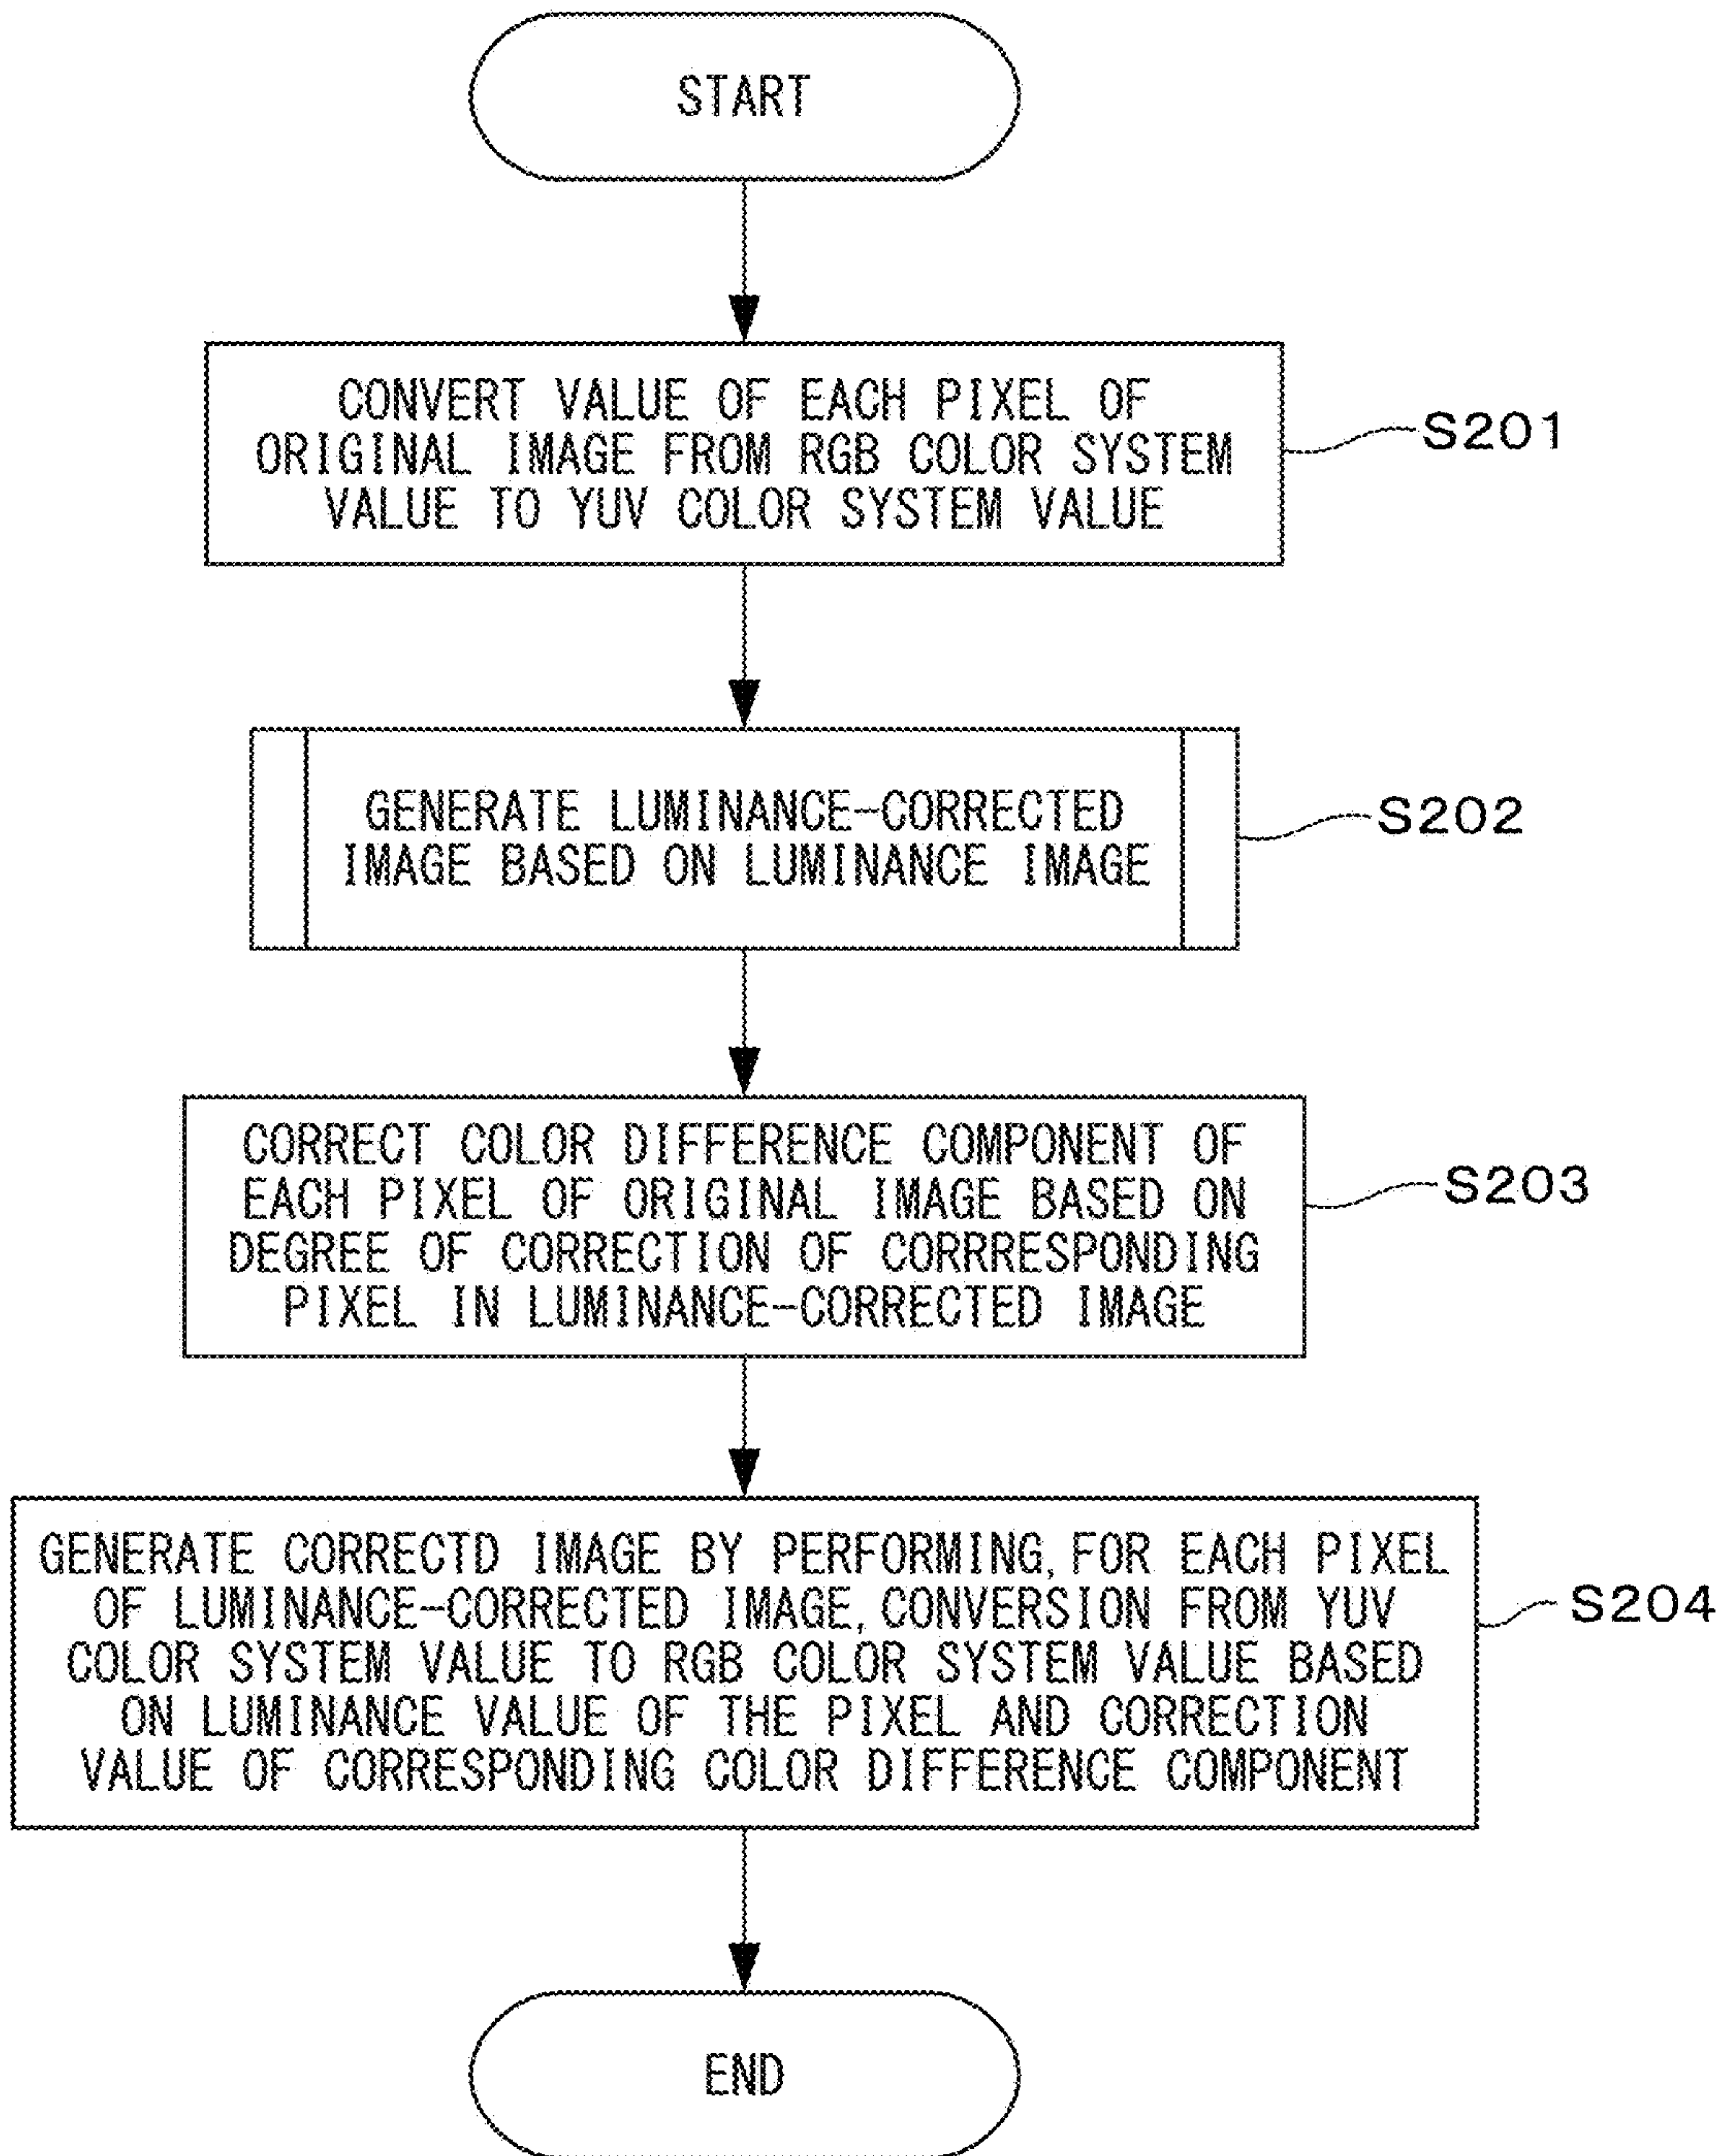 START
CONVERT VALUE OF EACH PIXEL OF
ORIGINAL IMAGE FROM RGB COLOR SYSTEM
VALUE TO YUV COLOR SYSTEM VALUE
S201
GENERATE LUMINANCE-CORRECTED
IMAGE BASED ON LUMINANCE IMAGE
S202
CORRECT COLOR DIFFERENCE COMPONENT OF
EACH PIXEL OF ORIGINAL IMAGE BASED ON
DEGREE OF CORRECTION OF CORRRESPONDING
PIXEL IN LUMINANCE-CORRECTED IMAGE
S203
GENERATE CORRECTD IMAGE BY PERFORMING, FOR EACH PIXEL
OF LUMINANCE-CORRECTED IMAGE, CONVERSION FROM YUV
COLOR SYSTEM VALUE TO RGB COLOR SYSTEM VALUE BASED
ON LUMINANCE VALUE OF THE PIXEL AND CORRECTION
VALUE OF CORRESPONDING COLOR DIFFERENCE COMPONENT
S204
END